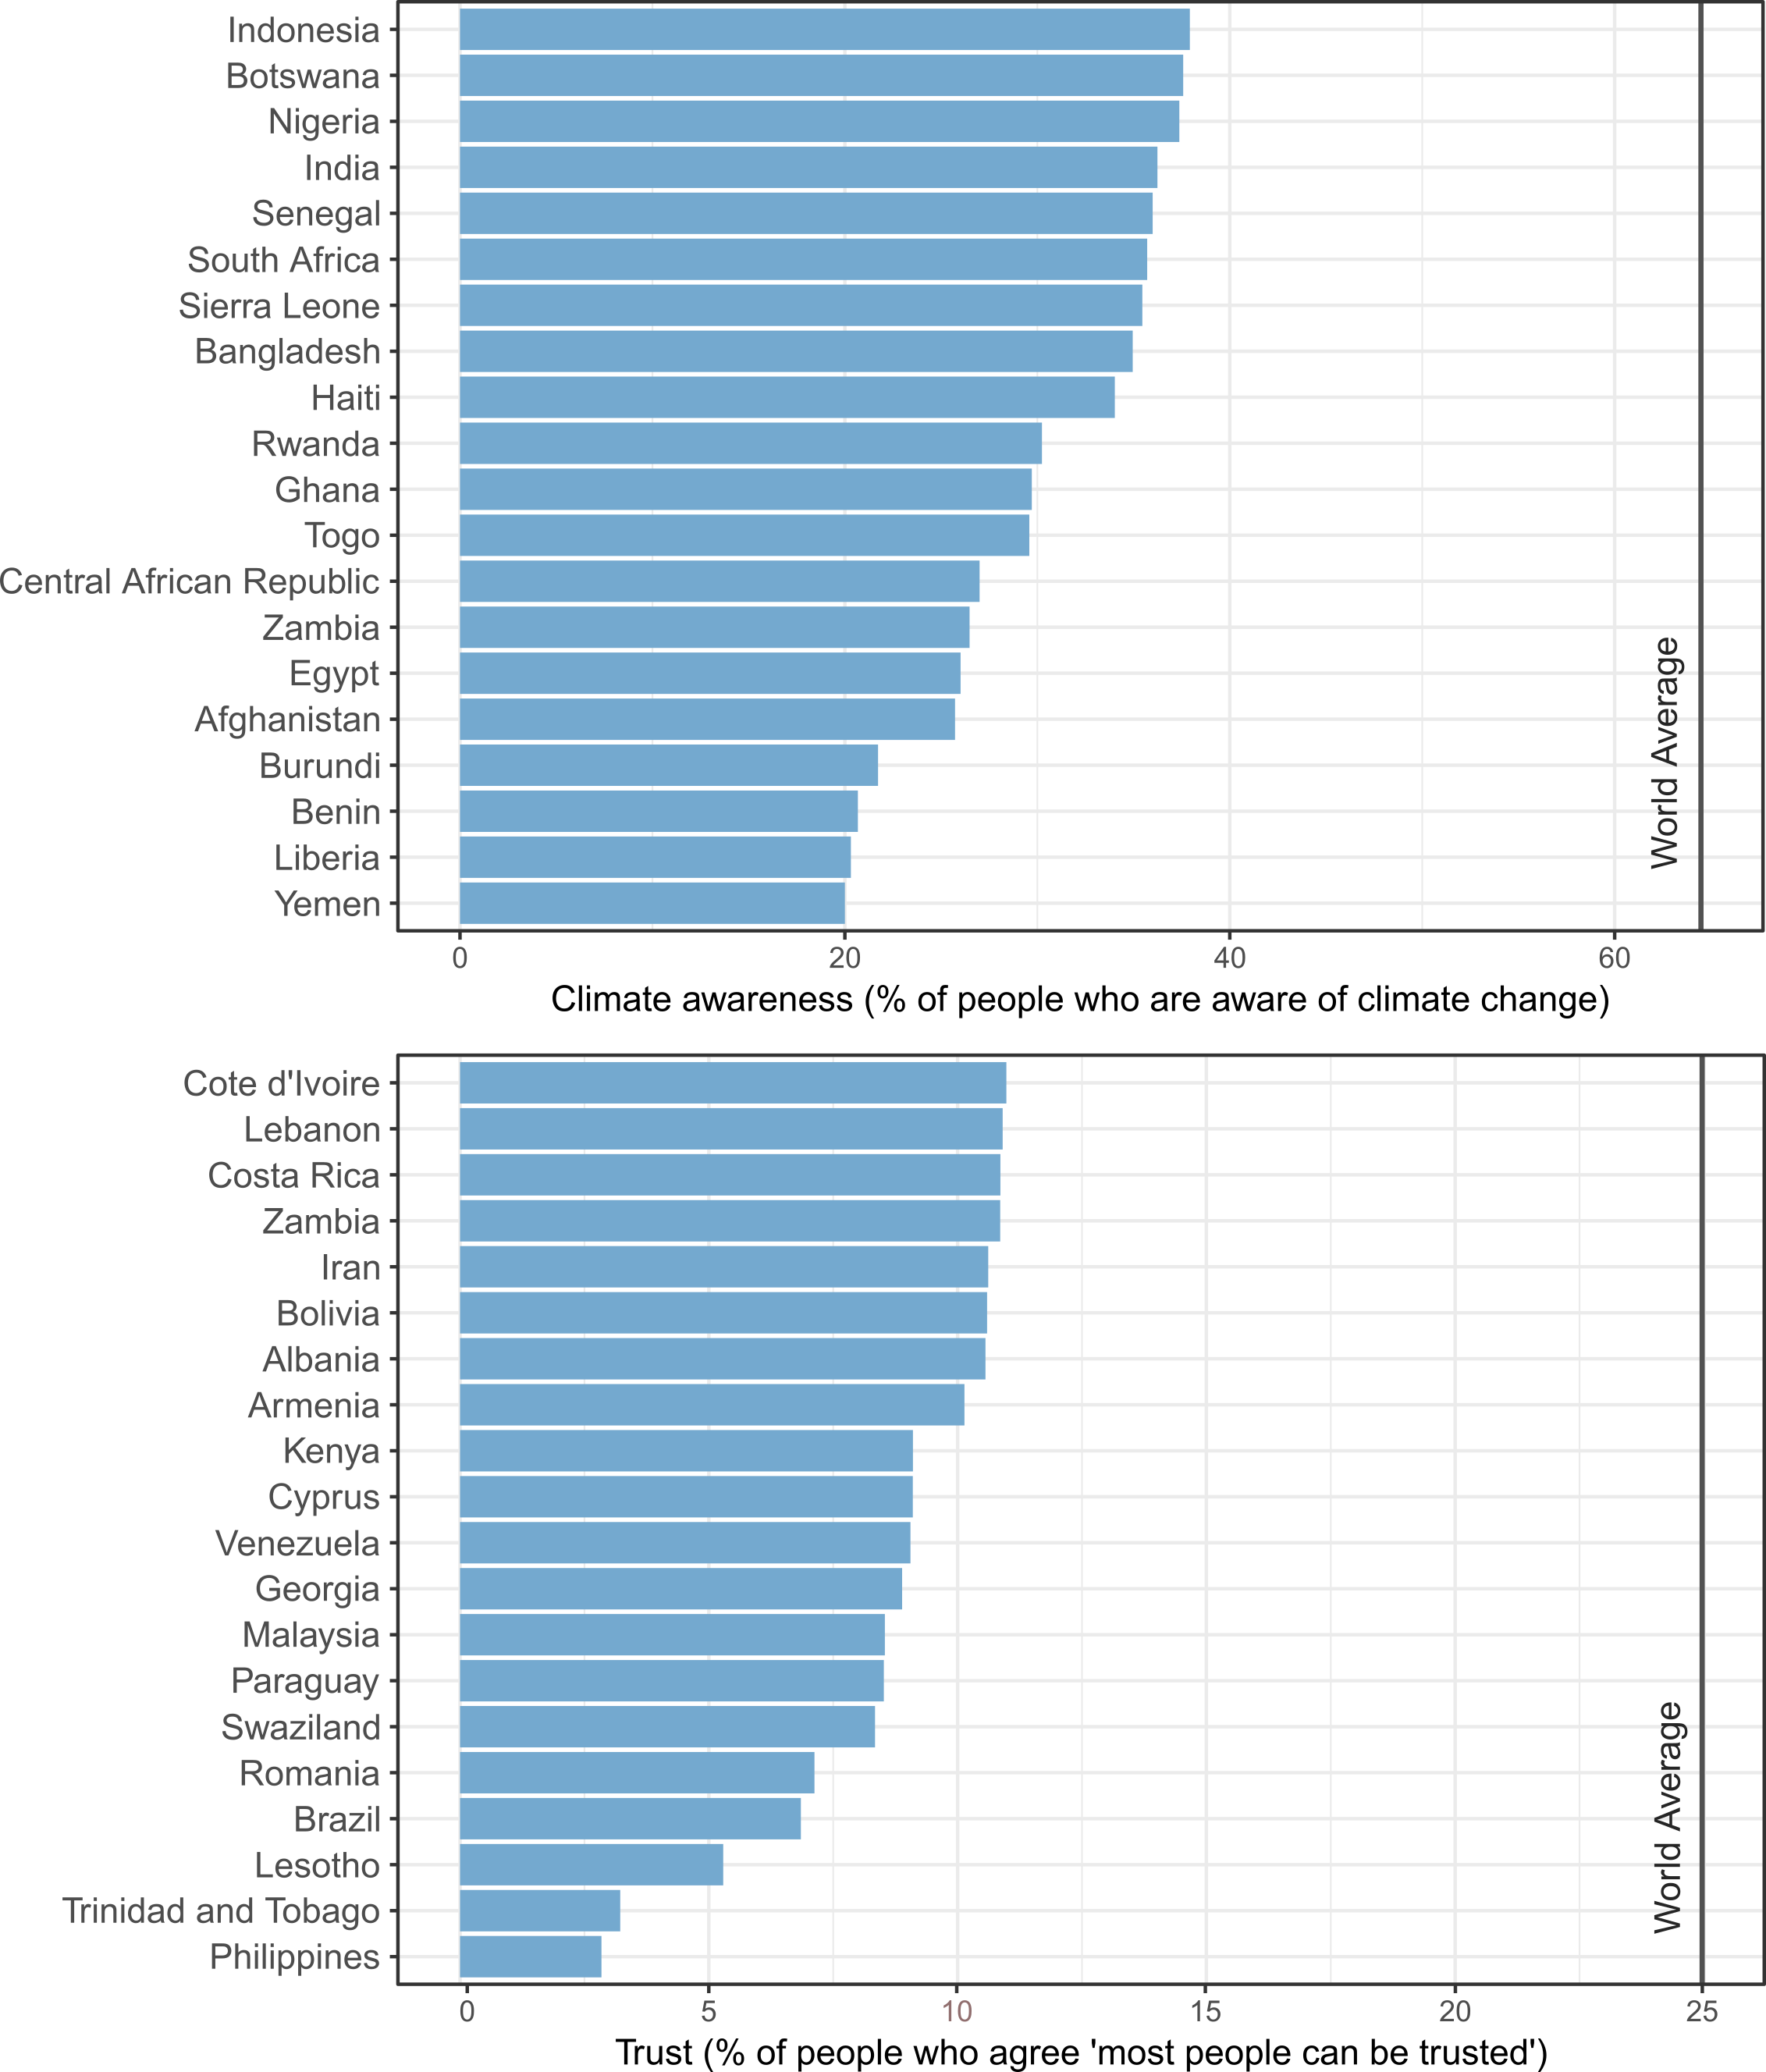 Indonesia
Botswana
Nigeria
India
Senegal
South Africa
Sierra Leone
Bangladesh
Haiti
Rwanda
Ghana
Togo
Central African Republic
Zambia
Egypt
Afghanistan
Burundi
Benin
Liberia
Yemen
World Average
0 20 40 60
Climate awareness (% of people who are aware of climate change)
Cote d'Ivoire
Lebanon
Costa Rica
Zambia
Iran
Bolivia
Albania
Armenia
Kenya
Cyprus
Venezuela
Georgia
Malaysia
Paraguay
Swaziland
Romania
Brazil
Lesotho
Trinidad and Tobago
Philippines
World Average
0 5 10 15 20 25
Trust (% of people who agree 'most people can be trusted')